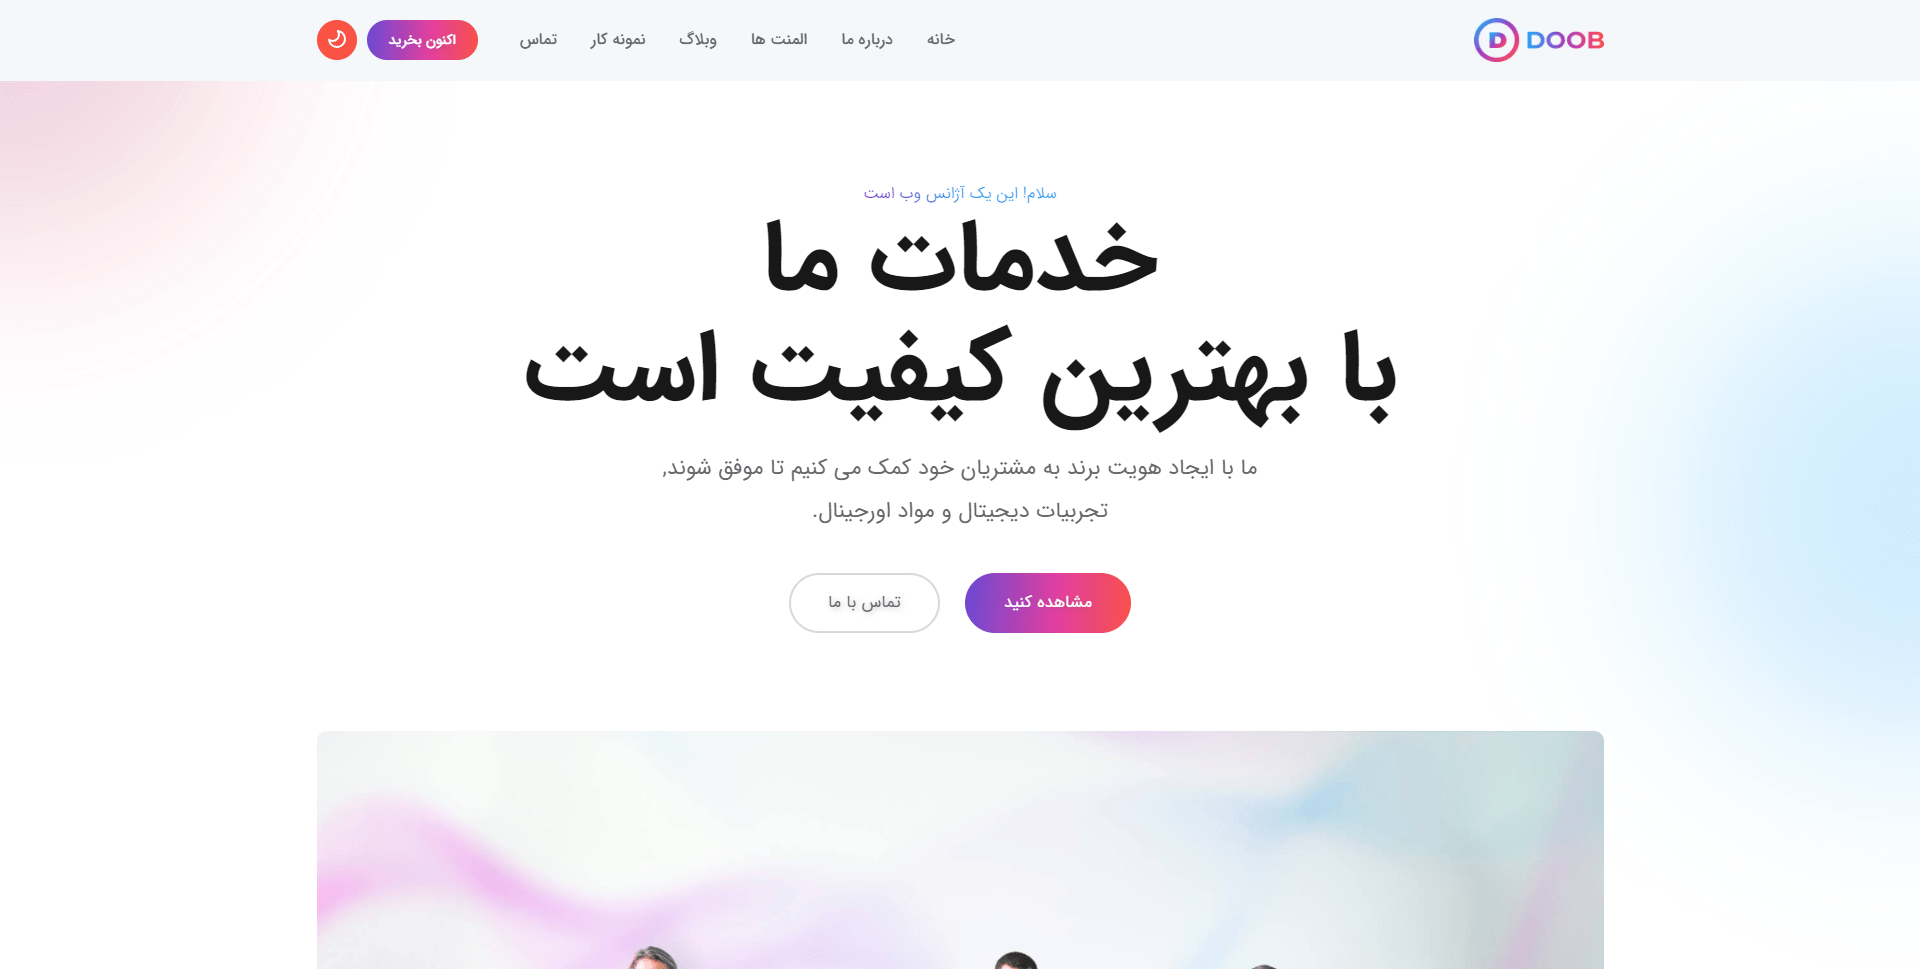 DOOB
خانه
درباره ما
المنت ها
وبلاگ
نمونه کار
تماس
اکنون بخرید
سلام! این یک آژانس وب است
خدمات ما
با بهترین کیفیت است
ما با ایجاد هویت برند به مشتریان خود کمک می کنیم تا موفق شوند,
تجربیات دیجیتال و مواد اورجینال.
مشاهده کنید
تماس با ما